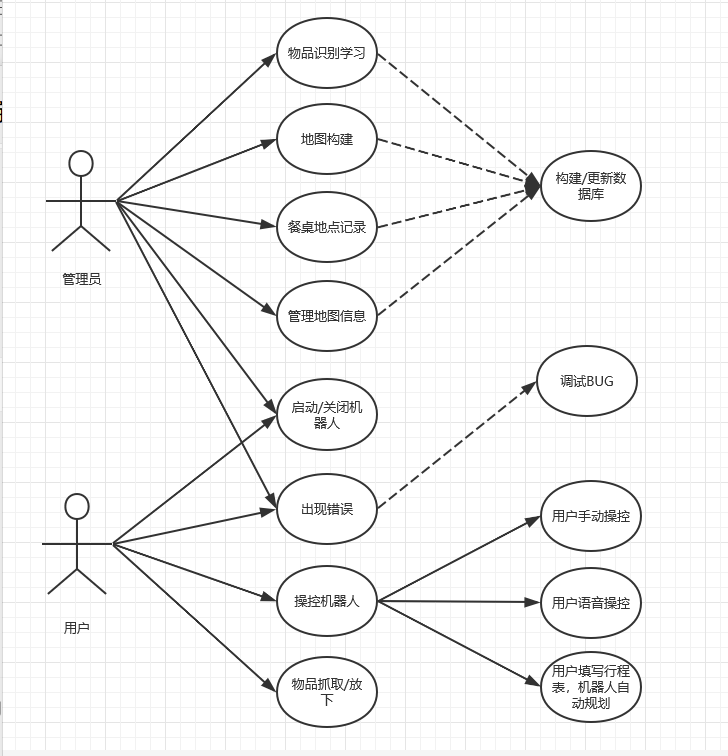 物品识别学习
地图构建
构建/更新数
据库
餐桌地点记录
管理员
管理地图信息
调试BUG
启动/关闭机
器人
出现错误
用户手动操控
操控机器人
用户语音操控
用户
物品抓取/放
下
用户填写行程
表，机器人自
动规划